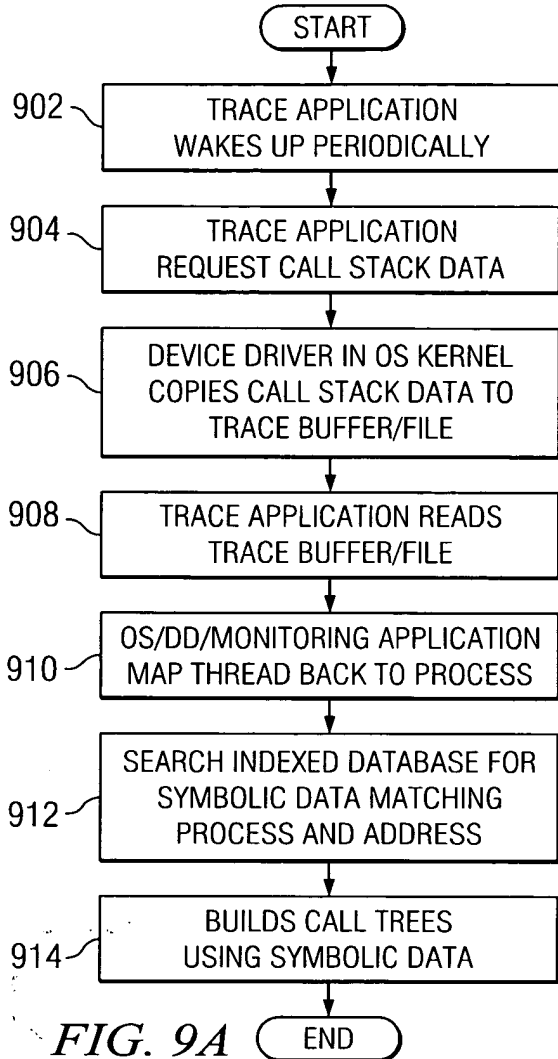 START
902
TRACE APPLICATION
WAKES UP PERIODICALLY
904
TRACE APPLICATION
REQUEST CALL STACK DATA
906
DEVICE DRIVER IN OS KERNEL
COPIES CALL STACK DATA TO
TRACE BUFFER/FILE
908
TRACE APPLICATION READS
TRACE BUFFER/FILE
910
OS/DD/MONITORING APPLICATION
MAP THREAD BACK TO PROCESS
912
SEARCH INDEXED DATABASE FOR
SYMBOLIC DATA MATCHING
PROCESS AND ADDRESS
914
BUILDS CALL TREES
USING SYMBOLIC DATA
FIG. 9A
END